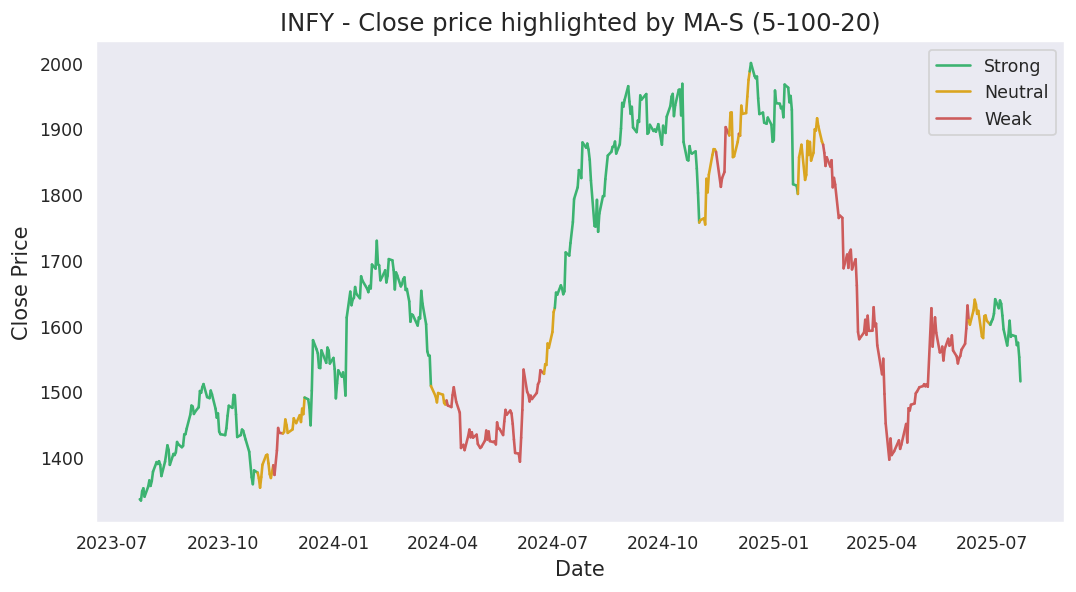 INFY - Close price highlighted by MA-S (5-100-20)
Strong
Neutral
Weak
2000
1900
1800
1700
1600
1500
1400
Close Price
2023-07 2023-10 2024-01 2024-04 2024-07 2024-10 2025-01 2025-04 2025-07
Date